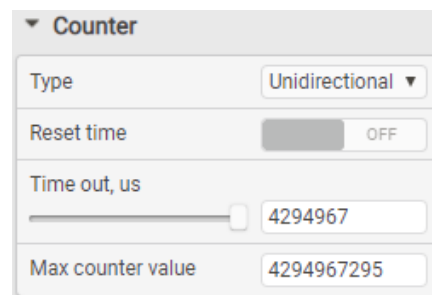 Counter
Type Unidirectional
Reset time OFF
Time out, us
4294967
Max counter value 4294967295